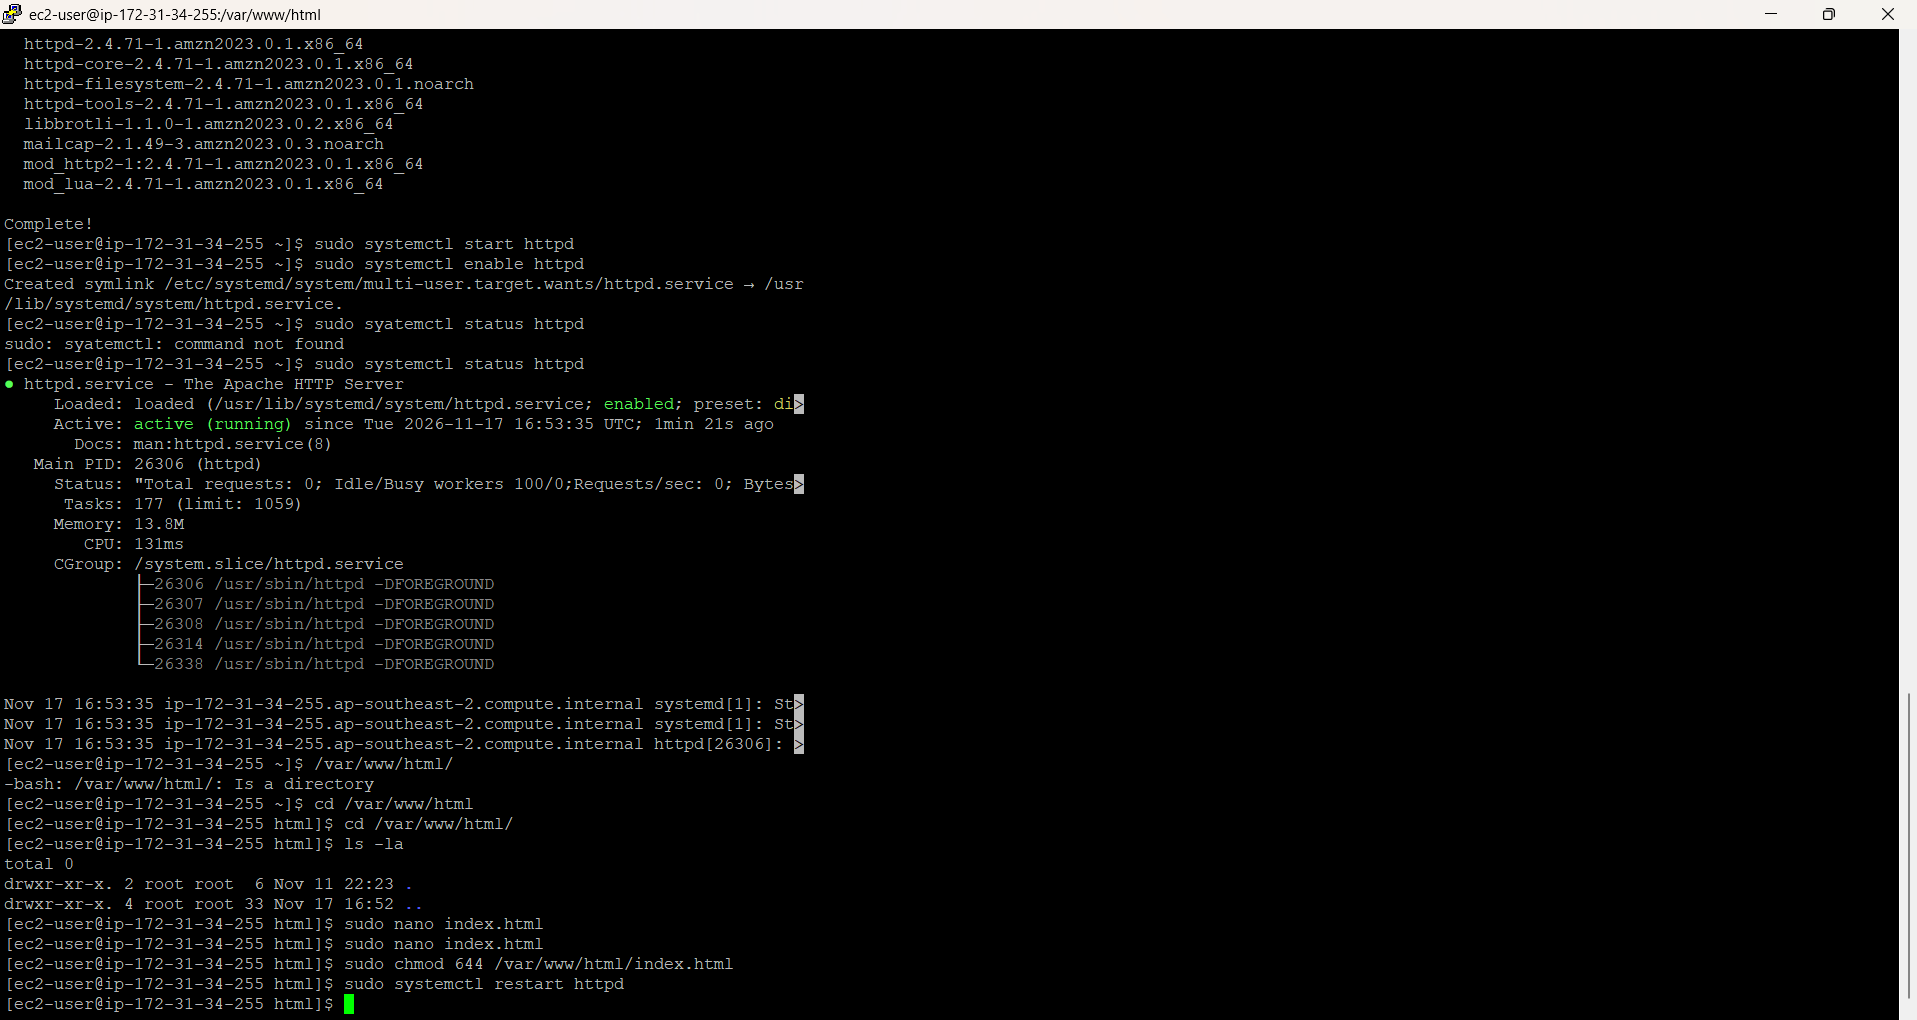 ec2-user@ip-172-31-34-255:/var/www/html
httpd-2.4.71-1.amzn2023.0.1.x86_64
httpd-core-2.4.71-1.amzn2023.0.1.x86_64
httpd-filesystem-2.4.71-1.amzn2023.0.1.noarch
httpd-tools-2.4.71-1.amzn2023.0.1.x86_64
libbrotli-1.1.0-1.amzn2023.0.2.x86_64
mailcap-2.1.49-3.amzn2023.0.3.noarch
mod_http2-1:2.4.71-1.amzn2023.0.1.x86_64
mod_lua-2.4.71-1.amzn2023.0.1.x86_64
Complete!
[ec2-user@ip-172-31-34-255 ~]$ sudo systemctl start httpd
[ec2-user@ip-172-31-34-255 ~]$ sudo systemctl enable httpd
Created symlink /etc/systemd/system/multi-user.target.wants/httpd.service → /usr
/lib/systemd/system/httpd.service.
[ec2-user@ip-172-31-34-255 ~]$ sudo syatemctl status httpd
sudo: syatemctl: command not found
[ec2-user@ip-172-31-34-255 ~]$ sudo systemctl status httpd
● httpd.service - The Apache HTTP Server
Loaded: loaded (/usr/lib/systemd/system/httpd.service; enabled; preset: di>
Active: active (running) since Tue 2026-11-17 16:53:35 UTC; 1min 21s ago
Docs: man:httpd.service(8)
Main PID: 26306 (httpd)
Status: "Total requests: 0; Idle/Busy workers 100/0;Requests/sec: 0; Bytes>
Tasks: 177 (limit: 1059)
Memory: 13.8M
CPU: 131ms
CGroup: /system.slice/httpd.service
├─26306 /usr/sbin/httpd -DFOREGROUND
├─26307 /usr/sbin/httpd -DFOREGROUND
├─26308 /usr/sbin/httpd -DFOREGROUND
├─26314 /usr/sbin/httpd -DFOREGROUND
└─26338 /usr/sbin/httpd -DFOREGROUND
Nov 17 16:53:35 ip-172-31-34-255.ap-southeast-2.compute.internal systemd[1]: St>
Nov 17 16:53:35 ip-172-31-34-255.ap-southeast-2.compute.internal systemd[1]: St>
Nov 17 16:53:35 ip-172-31-34-255.ap-southeast-2.compute.internal httpd[26306]: >
[ec2-user@ip-172-31-34-255 ~]$ /var/www/html/
-bash: /var/www/html/: Is a directory
[ec2-user@ip-172-31-34-255 ~]$ cd /var/www/html
[ec2-user@ip-172-31-34-255 html]$ cd /var/www/html/
[ec2-user@ip-172-31-34-255 html]$ ls -la
total 0
drwxr-xr-x. 2 root root  6 Nov 11 22:23 .
drwxr-xr-x. 4 root root 33 Nov 17 16:52 ..
[ec2-user@ip-172-31-34-255 html]$ sudo nano index.html
[ec2-user@ip-172-31-34-255 html]$ sudo nano index.html
[ec2-user@ip-172-31-34-255 html]$ sudo chmod 644 /var/www/html/index.html
[ec2-user@ip-172-31-34-255 html]$ sudo systemctl restart httpd
[ec2-user@ip-172-31-34-255 html]$